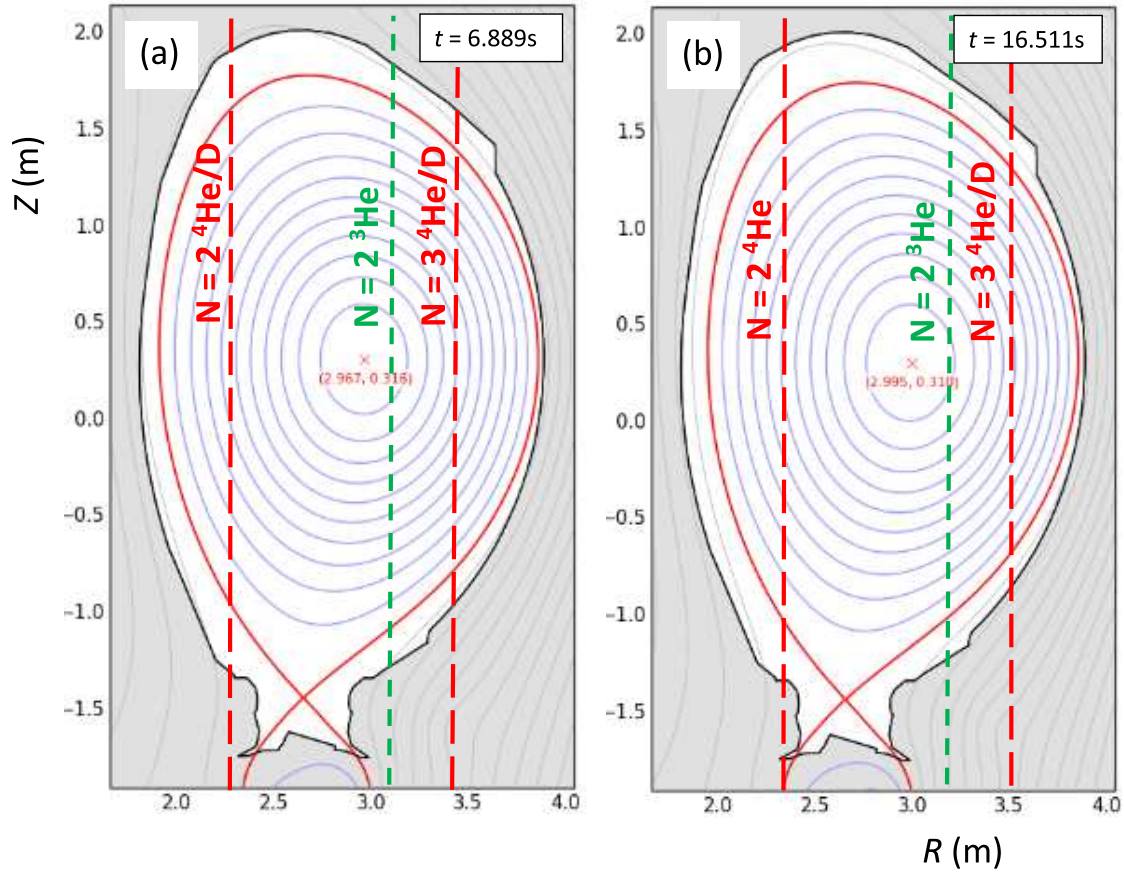 (a)
t = 6.889s
Z (m)
2.0
1.5
1.0
0.5
0.0
−0.5
−1.0
−1.5
N = 2 ⁴He/D
N = 2 ³He
N = 3 ⁴He/D
(2.967, 0.316)
2.0 2.5 3.0 3.5 4.0
(b)
t = 16.511s
2.0
1.5
1.0
0.5
0.0
−0.5
−1.0
−1.5
N = 2 ⁴He
N = 2 ³He
N = 3 ⁴He/D
(2.995, 0.310)
2.0 2.5 3.0 3.5 4.0
R (m)